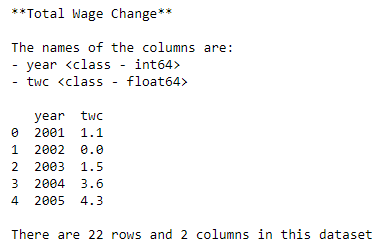 **Total Wage Change**
The names of the columns are:
- year <class - int64>
- twc <class - float64>
year twc
0 2001 1.1
1 2002 0.0
2 2003 1.5
3 2004 3.6
4 2005 4.3
There are 22 rows and 2 columns in this dataset